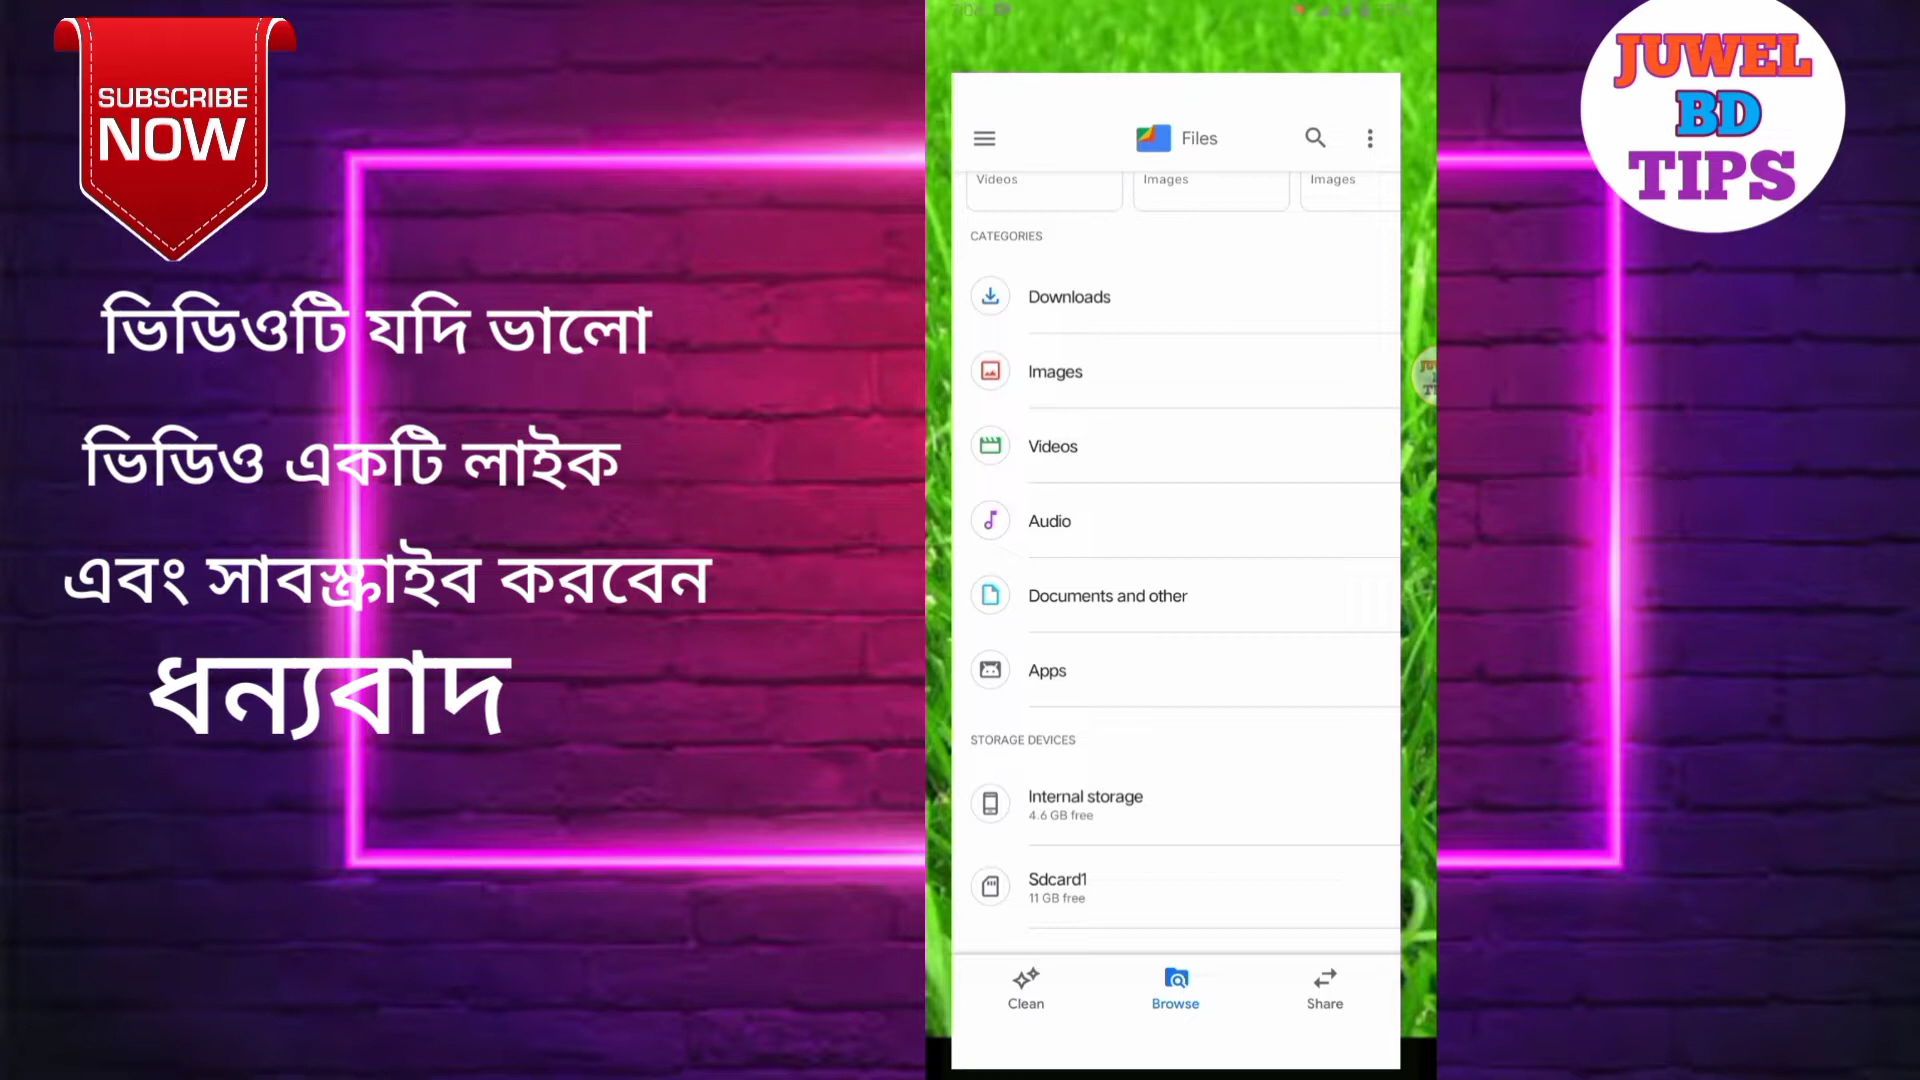 SUBSCRIBE
NOW
ভিডিওটি যদি ভালো
ভিডিও একটি লাইক
এবং সাবস্ক্রাইব করবেন
ধন্যবাদ
7:06
Files
Videos
Images
Images
CATEGORIES
Downloads
Images
Videos
Audio
Documents and other
Apps
STORAGE DEVICES
Internal storage
4.6 GB free
Sdcard1
11 GB free
Clean
Browse
Share
JUWEL
BD
TIPS